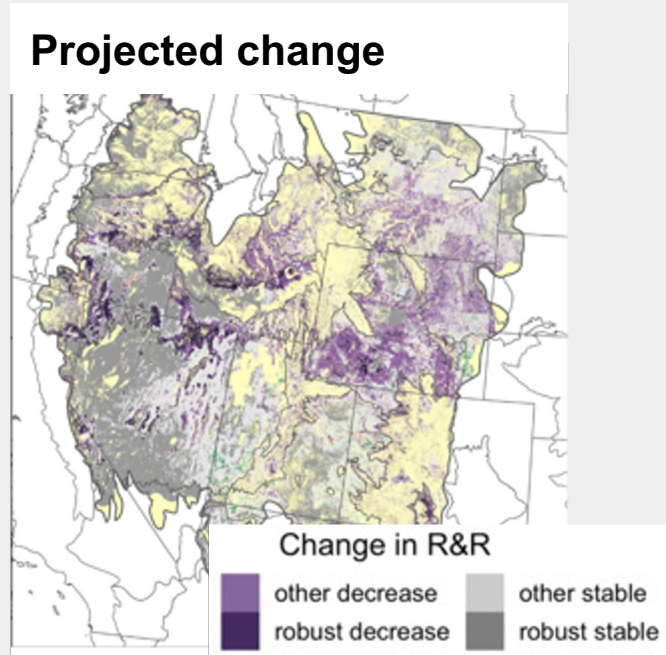 Projected change
Change in R&R
other decrease
other stable
robust decrease
robust stable